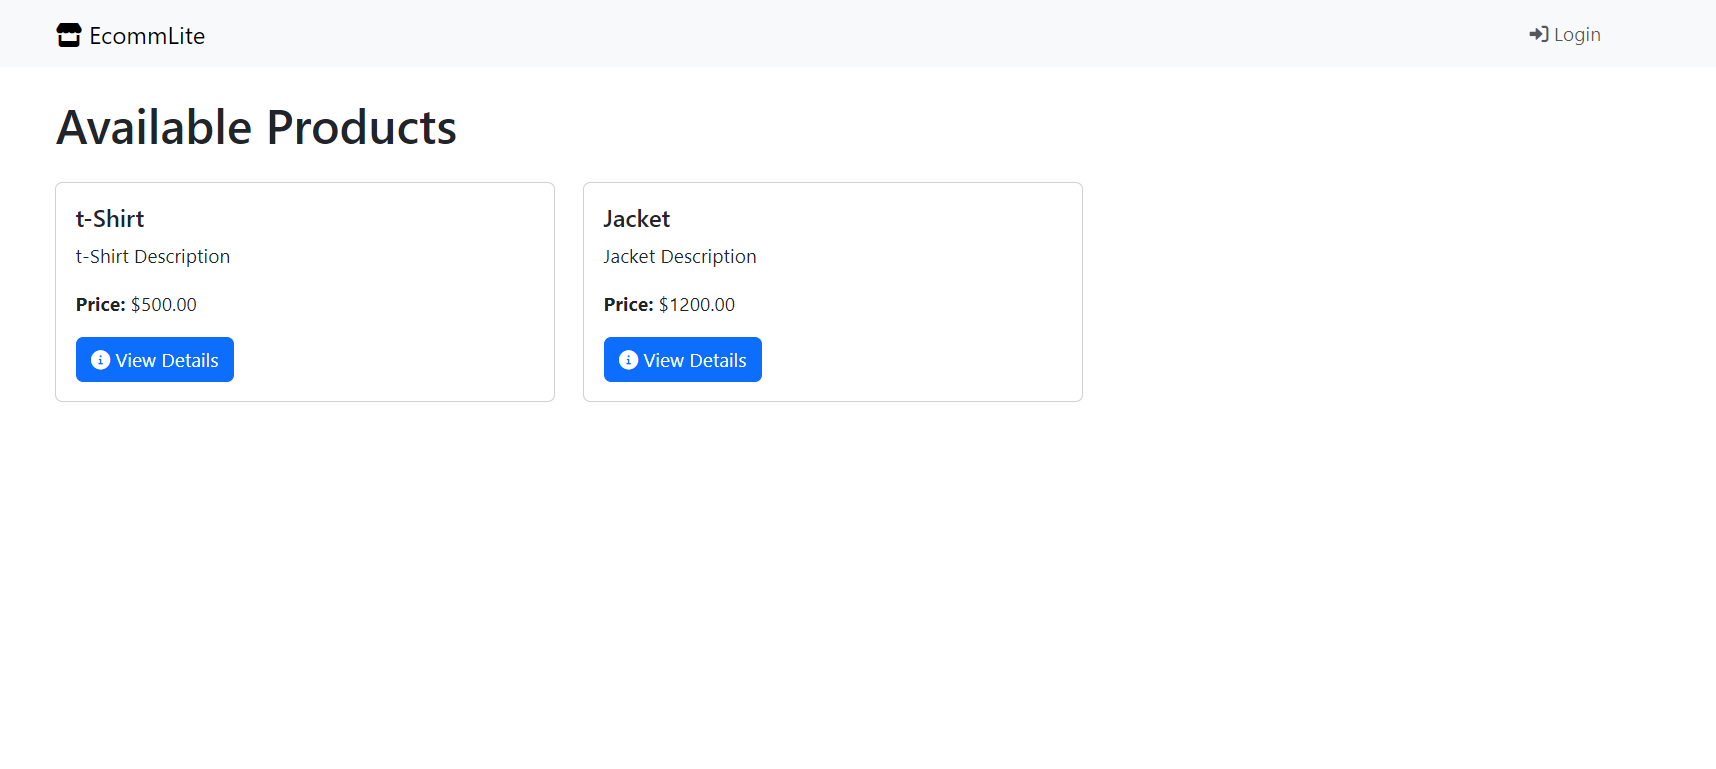 EcommLite
Login
Available Products
t-Shirt
t-Shirt Description
Price: $500.00
View Details
Jacket
Jacket Description
Price: $1200.00
View Details